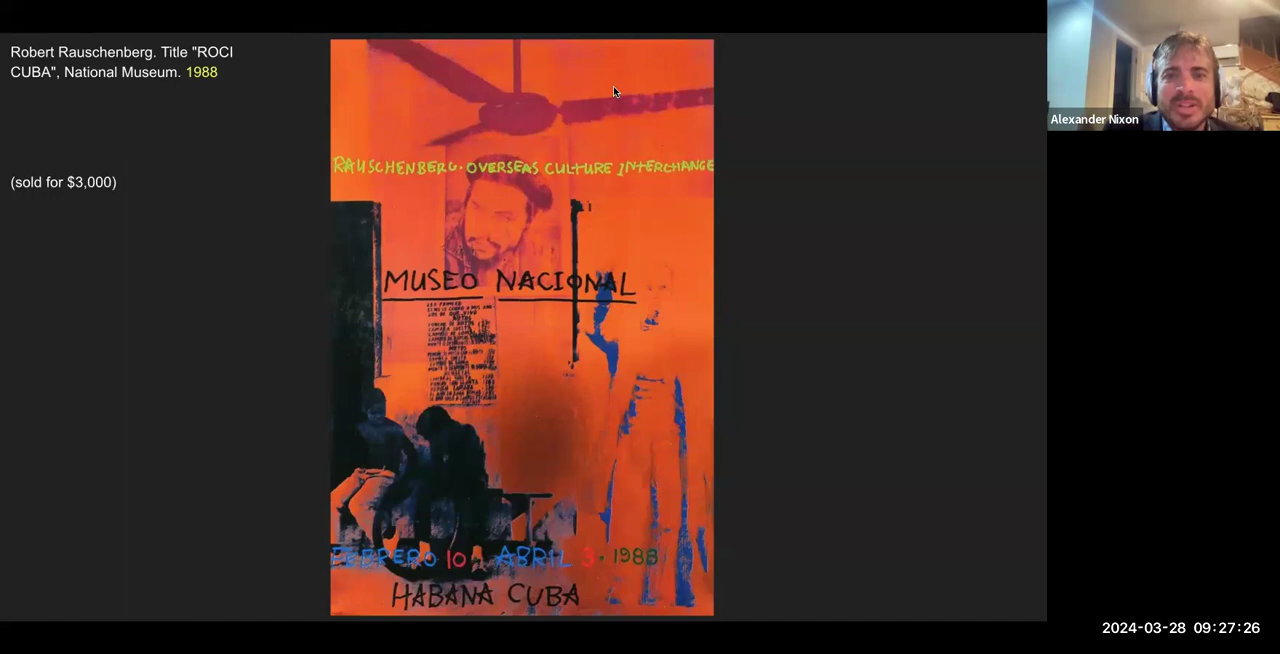 Robert Rauschenberg. Title "ROCI
CUBA", National Museum. 1988
(sold for $3,000)
RAUSCHENBERG. OVERSEAS CULTURE INTERCHANGE
MUSEO NACIONAL
FEBRERO 10 ABRIL 3. 1988
HABANA CUBA
Alexander Nixon
2024-03-28 09:27:26